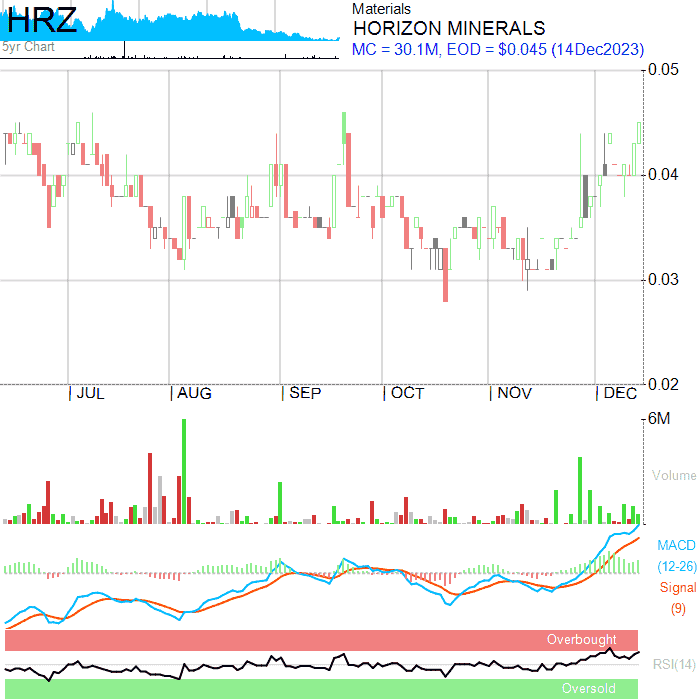 HRZ
5yr Chart
Materials
HORIZON MINERALS
MC = 30.1M, EOD = $0.045 (14Dec2023)
0.05
0.04
0.03
0.02
JUL AUG SEP OCT NOV DEC
6M
Volume
MACD
(12-26)
Signal
(9)
Overbought
RSI(14)
Oversold